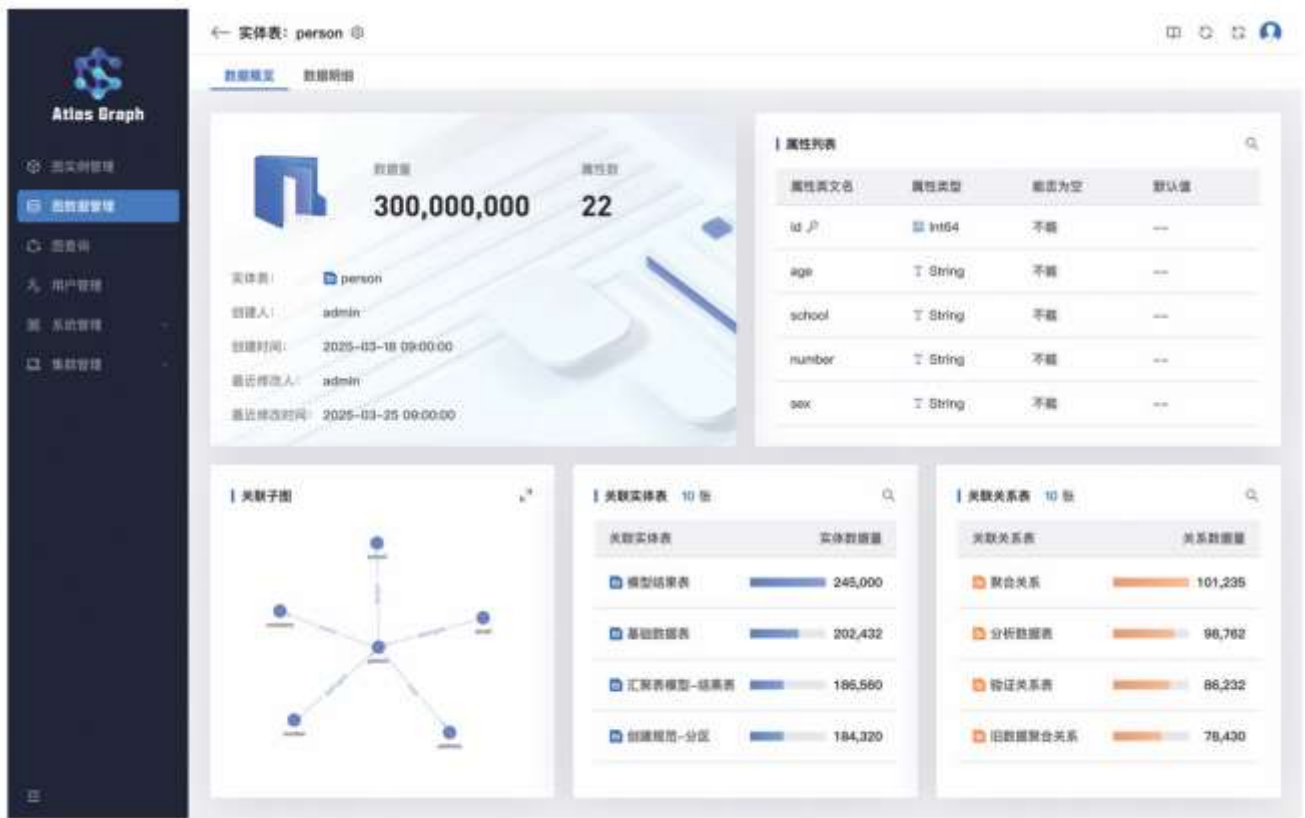 实体表：person
Atlas Graph
图实例管理
图数据管理
图查询
用户管理
系统管理
集群管理
数据概览 数据明细
数据量 属性数
300,000,000 22
实体表： person
创建人： admin
创建时间： 2025-03-18 09:00:00
最近修改人： admin
最近修改时间： 2025-03-25 09:00:00
属性列表
属性英文名 属性类型 能否为空 默认值
id Int64 不能 --
age String 不能 --
school String 不能 --
number String 不能 --
sex String 不能 --
关联子图
关联实体表 10 张
关联实体表 实体数据量
模型结果表 245,000
基础数据表 202,432
汇聚表模型-结果表 186,560
创建规范-分区 184,320
关联关系表 10 张
关联关系表 关系数据量
聚合关系 101,235
分析数据表 98,762
验证关系表 86,232
旧数据聚合关系 78,430